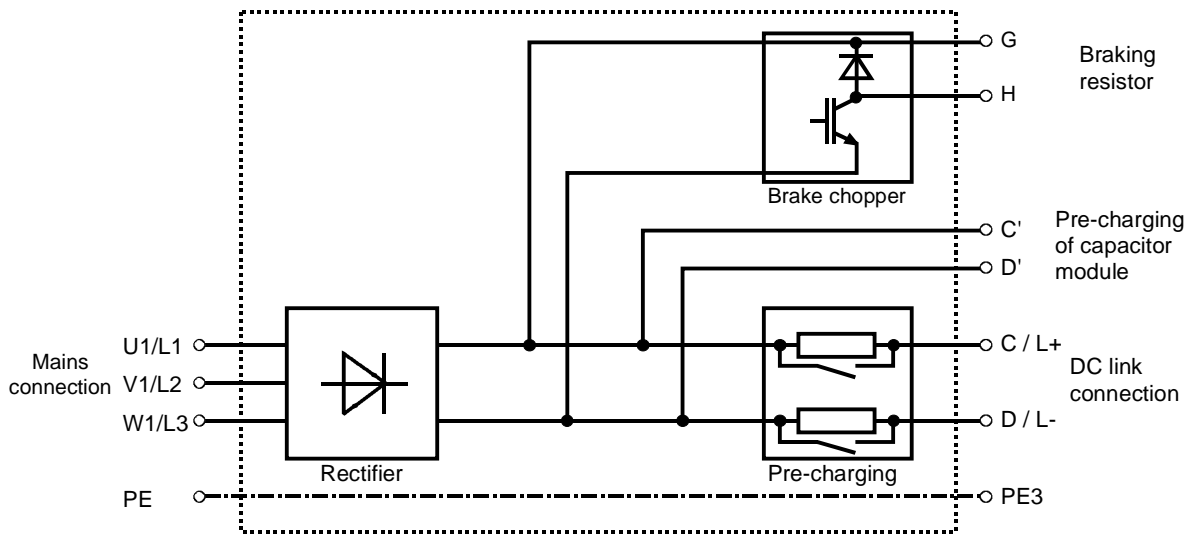 G
Braking
resistor
H
Brake chopper
C'
Pre-charging
of capacitor
module
D'
Mains
connection
U1/L1
V1/L2
W1/L3
Rectifier
Pre-charging
C / L+
DC link
connection
D / L-
PE
PE3